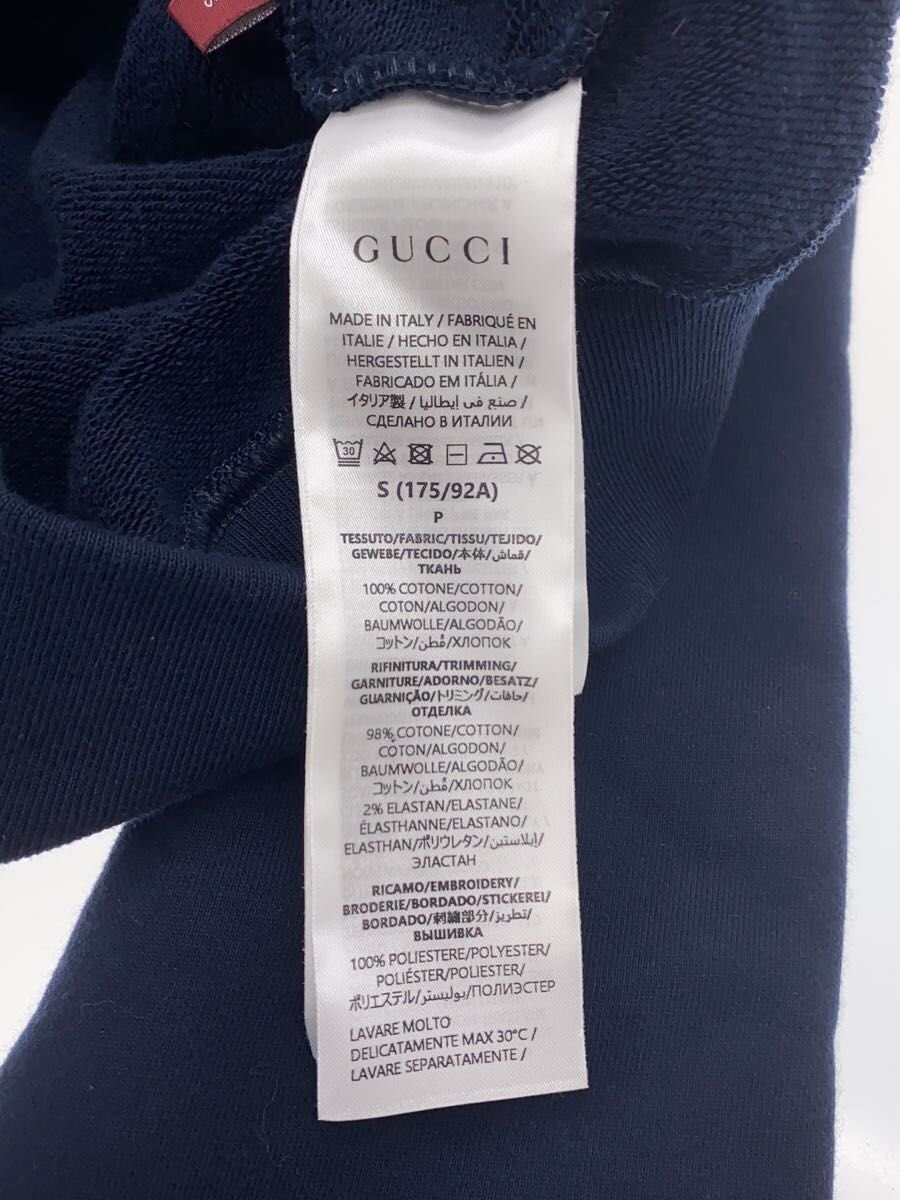 GUCCI
MADE IN ITALY / FABRIQUÉ EN
ITALIE / HECHO EN ITALIA /
HERGESTELLT IN ITALIEN /
FABRICADO EM ITÁLIA /
イタリア製 / صنع في إيطاليا /
СДЕЛАНО В ИТАЛИИ
30
S (175/92A)
P
TESSUTO/FABRIC/TISSU/TEJIDO/
GEWEBE/TECIDO/本体/قماش/
ТКАНЬ
100% COTONE/COTTON/
COTON/ALGODON/
BAUMWOLLE/ALGODÃO/
コットン/قُطن/ХЛОПОК
RIFINITURA/TRIMMING/
GARNITURE/ADORNO/BESATZ/
GUARNIÇÃO/トリミング/حافات/
ОТДЕЛКА
98% COTONE/COTTON/
COTON/ALGODON/
BAUMWOLLE/ALGODÃO/
コットン/قُطن/ХЛОПОК
2% ELASTAN/ELASTANE/
ÉLASTHANNE/ELASTANO/
ELASTHAN/ポリウレタン/إيلاستين/
ЭЛАСТАН
RICAMO/EMBROIDERY/
BRODERIE/BORDADO/STICKEREI/
BORDADO/刺繍部分/تطريز/
ВЫШИВКА
100% POLIESTERE/POLYESTER/
POLIÉSTER/POLIESTER/
ポリエステル/بوليستر/ПОЛИЭСТЕР
LAVARE MOLTO
DELICATAMENTE MAX 30°C /
LAVARE SEPARATAMENTE /